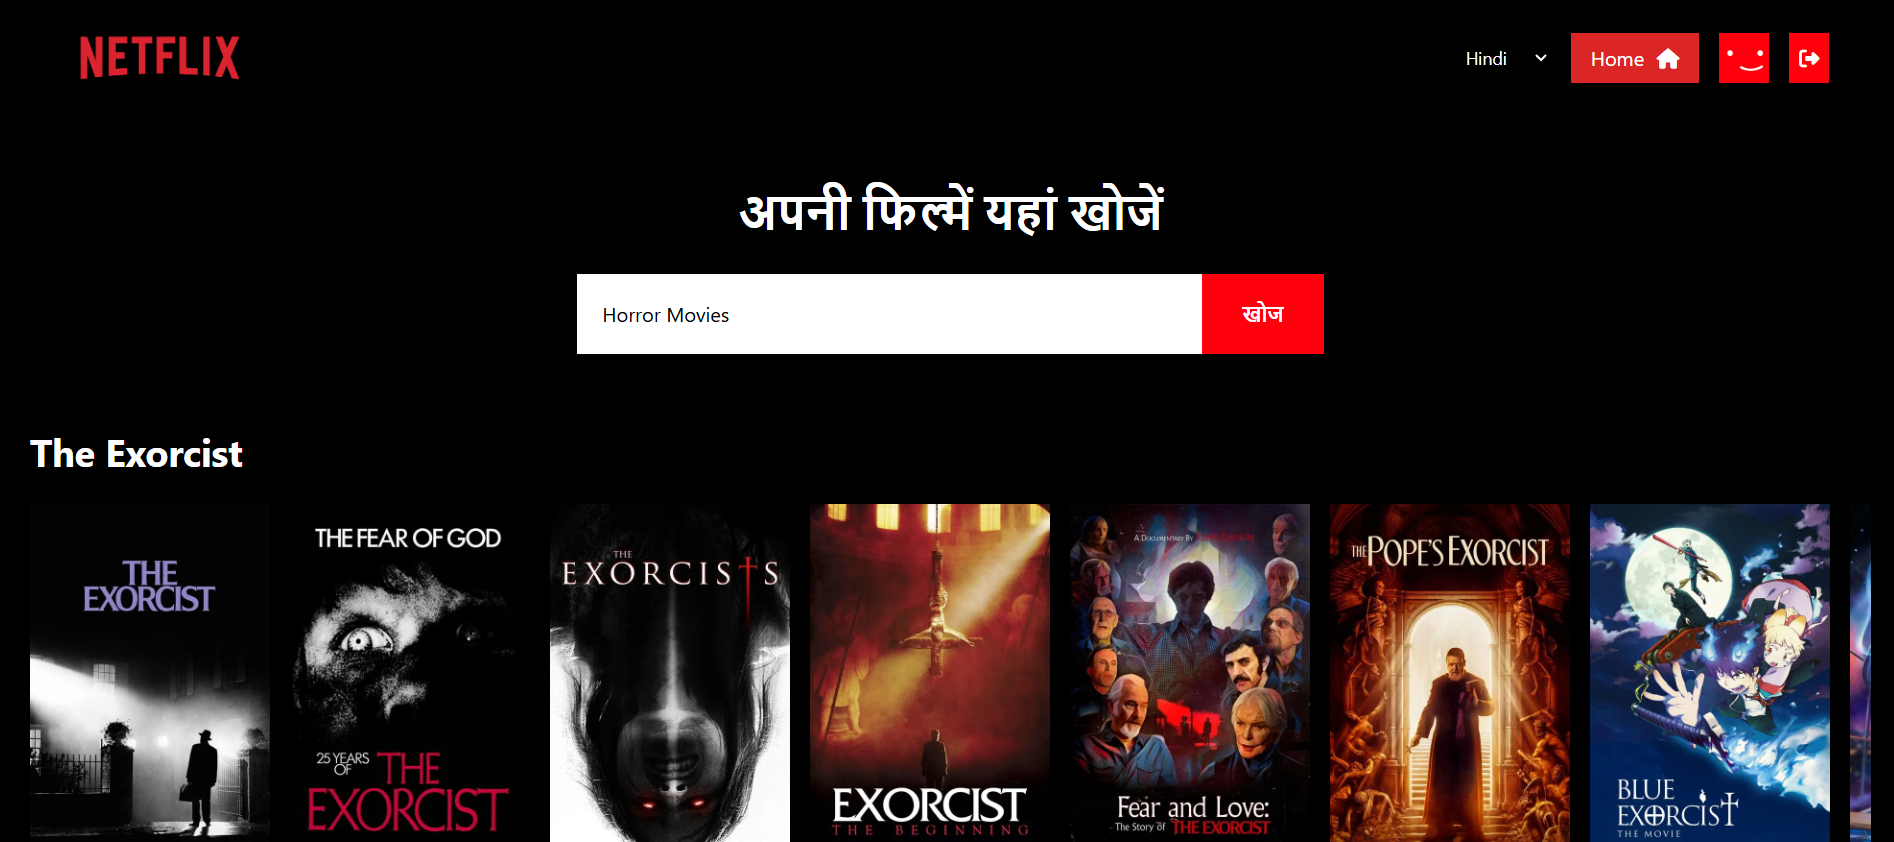 NETFLIX
Hindi
Home
अपनी फिल्में यहां खोजें
Horror Movies
खोज
The Exorcist
THE
EXORCIST
THE FEAR OF GOD
25 YEARS
OF
THE
EXORCIST
THE
EXORCISTS
EXORCIST
THE BEGINNING
A DOCUMENTARY BY
Fear and Love:
The Story of THE EXORCIST
THE POPE'S EXORCIST
BLUE
EXORCIST
THE MOVIE